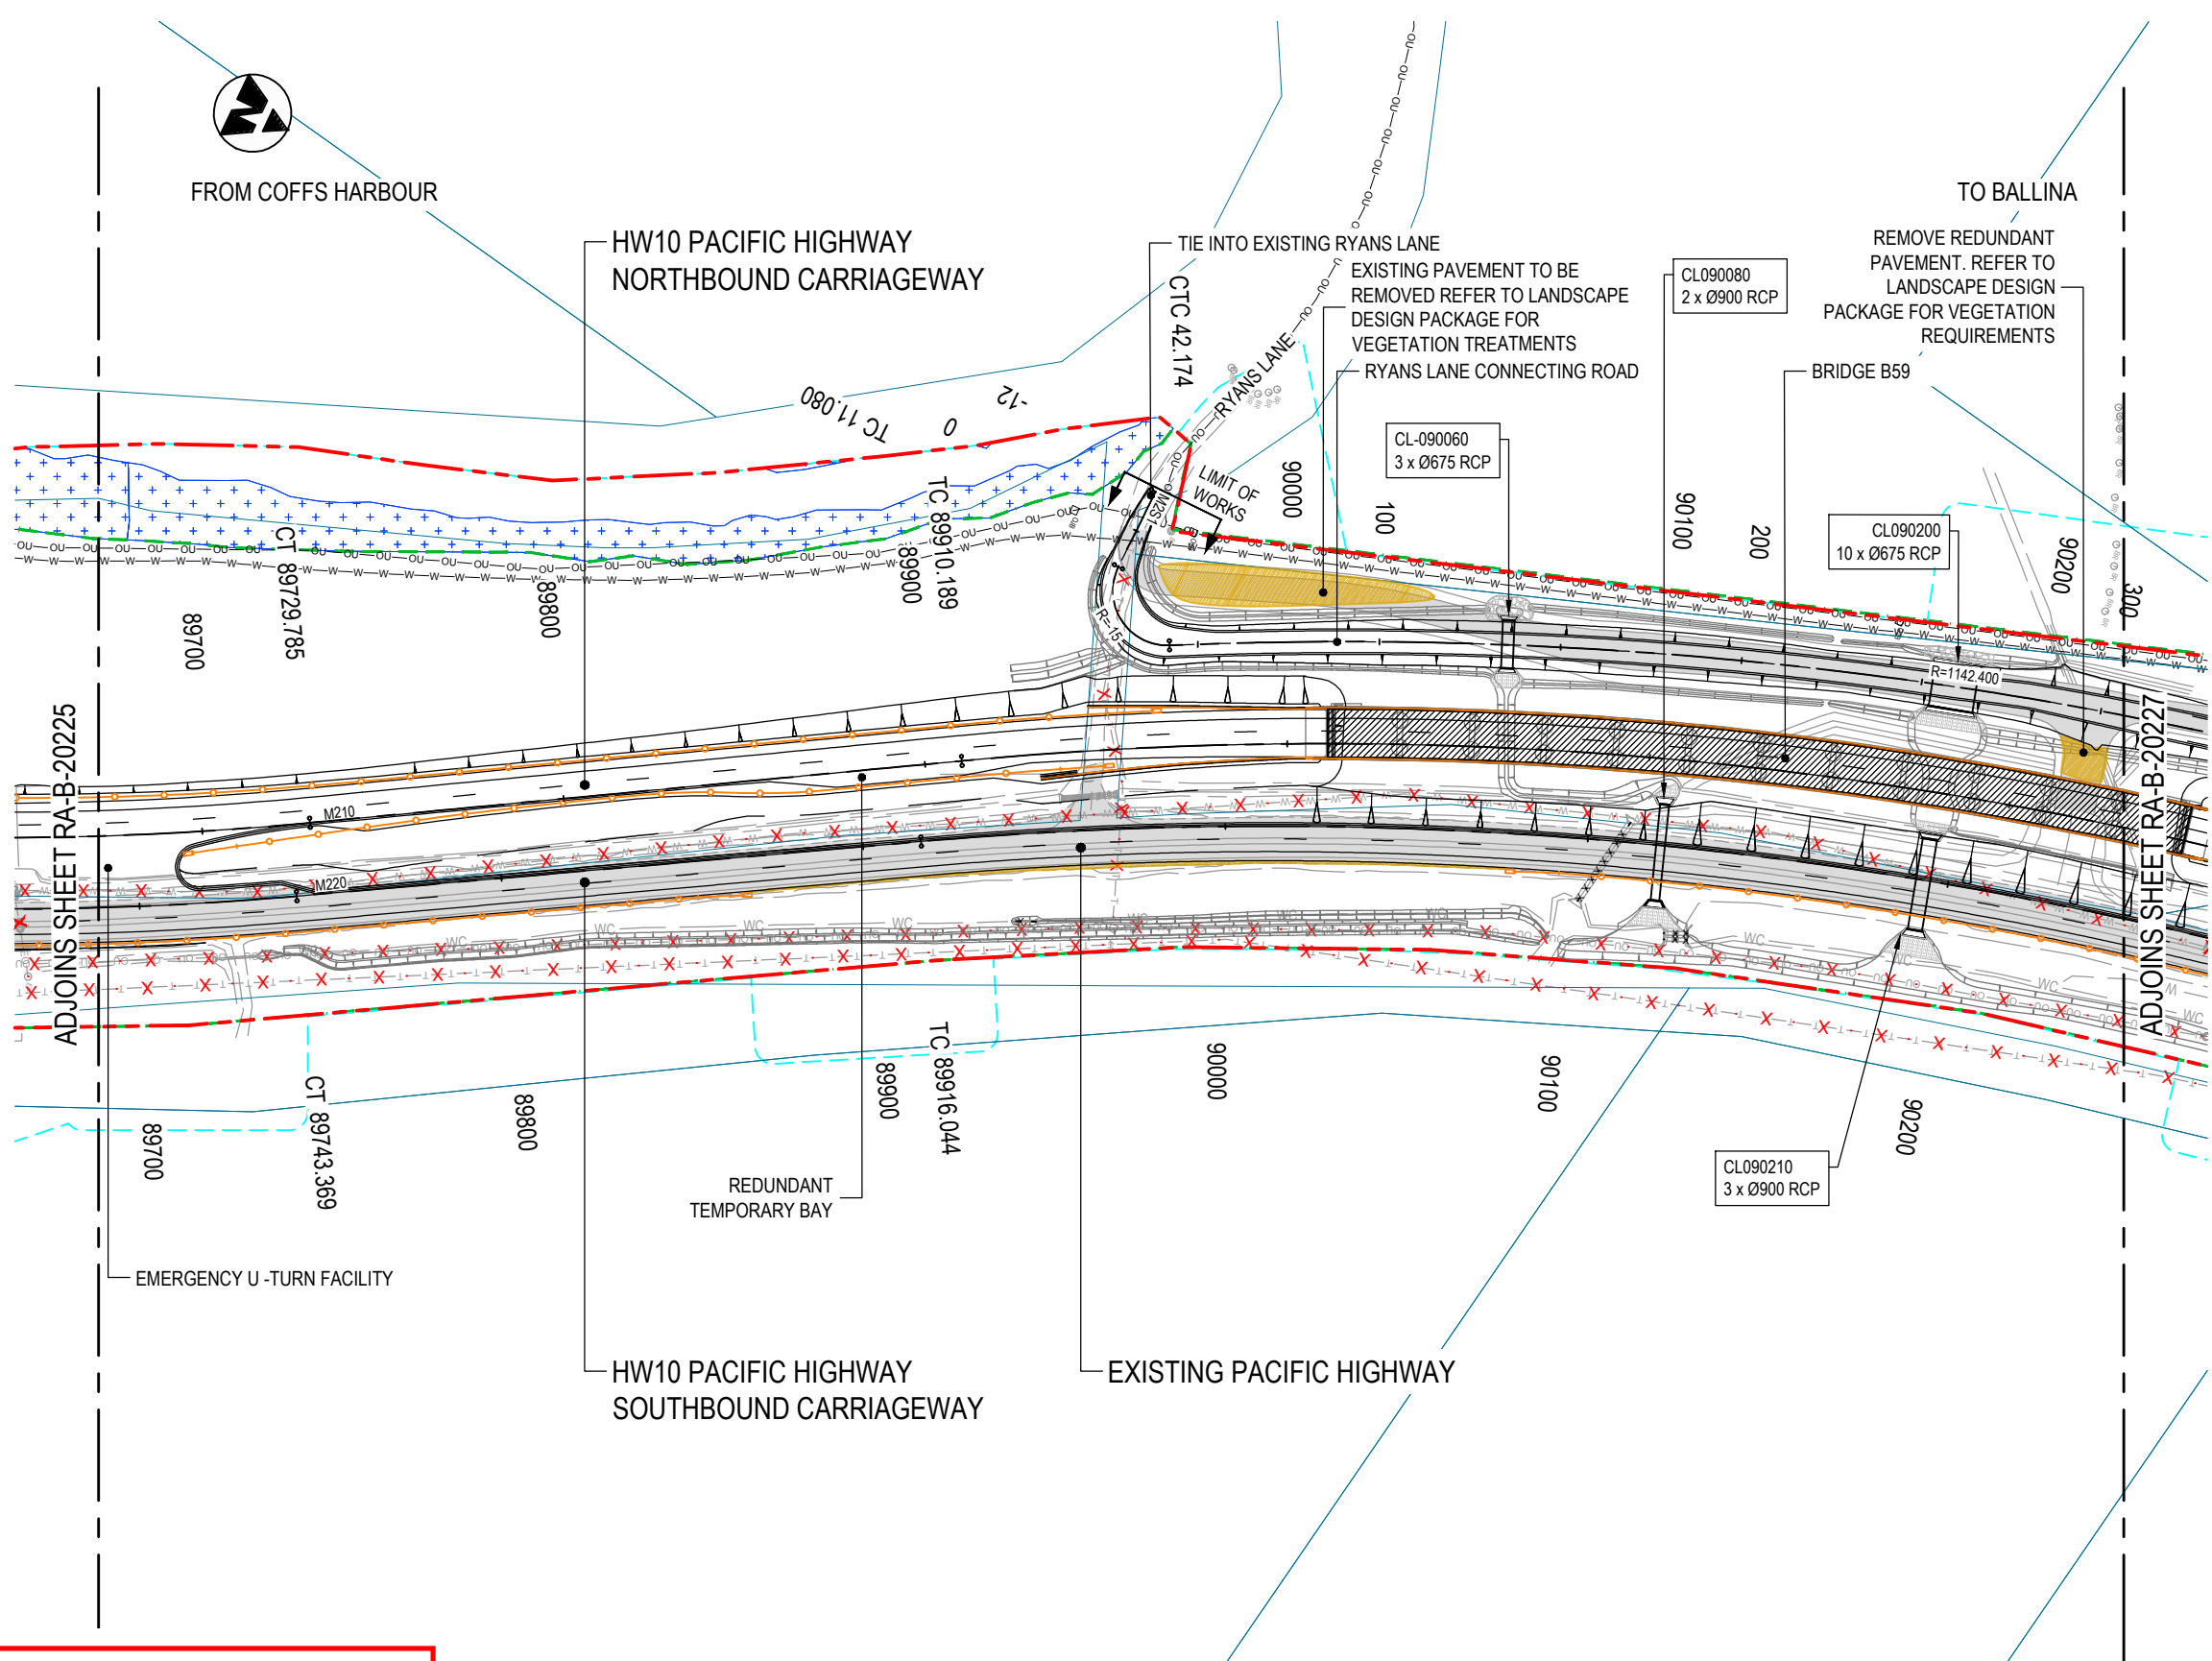 FROM COFFS HARBOUR
TO BALLINA
HW10 PACIFIC HIGHWAY
NORTHBOUND CARRIAGEWAY
TIE INTO EXISTING RYANS LANE
EXISTING PAVEMENT TO BE
REMOVED REFER TO LANDSCAPE
DESIGN PACKAGE FOR
VEGETATION TREATMENTS
RYANS LANE CONNECTING ROAD
CL090080
2 x Ø900 RCP
REMOVE REDUNDANT
PAVEMENT. REFER TO
LANDSCAPE DESIGN
PACKAGE FOR VEGETATION
REQUIREMENTS
BRIDGE B59
CTC 42.174
RYANS LANE
TC 11.080
0
-12
CL-090060
3 x Ø675 RCP
LIMIT OF
WORKS
CL090200
10 x Ø675 RCP
89700
CT 89729.785
89800
89900
TC 89910.189
90000
100
90100
200
90200
300
R=-15
R=1142.400
M210
M220
ADJOINS SHEET RA-B-20225
ADJOINS SHEET RA-B-20227
89700
CT 89743.369
89800
89900
TC 89916.044
90000
90100
90200
CL090210
3 x Ø900 RCP
REDUNDANT
TEMPORARY BAY
EMERGENCY U -TURN FACILITY
HW10 PACIFIC HIGHWAY
SOUTHBOUND CARRIAGEWAY
EXISTING PACIFIC HIGHWAY